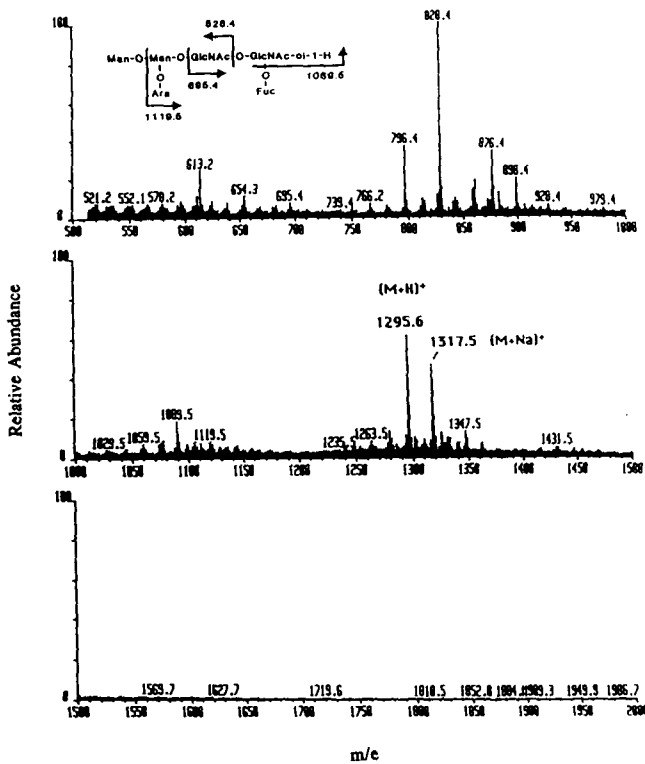 100
828.4
828.4
Man-O Man-O GlcNAc O-GlcNAc-ol-1-H
O
Ara
695.4
O
Fuc
1089.5
1119.5
796.4
876.4
613.2
898.4
521.2 552.1 570.2 654.3 695.4 739.4 766.2 928.4 979.4
0
500 550 600 650 700 750 800 850 900 950 1000
Relative Abundance
100
(M+H)+
1295.6
1317.5 (M+Na)+
1029.5 1059.5 1089.5 1119.5 1235. 1263.5 1347.5 1431.5
0
1000 1050 1100 1150 1200 1250 1300 1350 1400 1450 1500
100
0
1569.7 1627.7 1719.6 1810.5 1852.8 1949.9 1986.7
1500 1550 1600 1650 1700 1750 1800 1850 1900 1950 2000
m/e